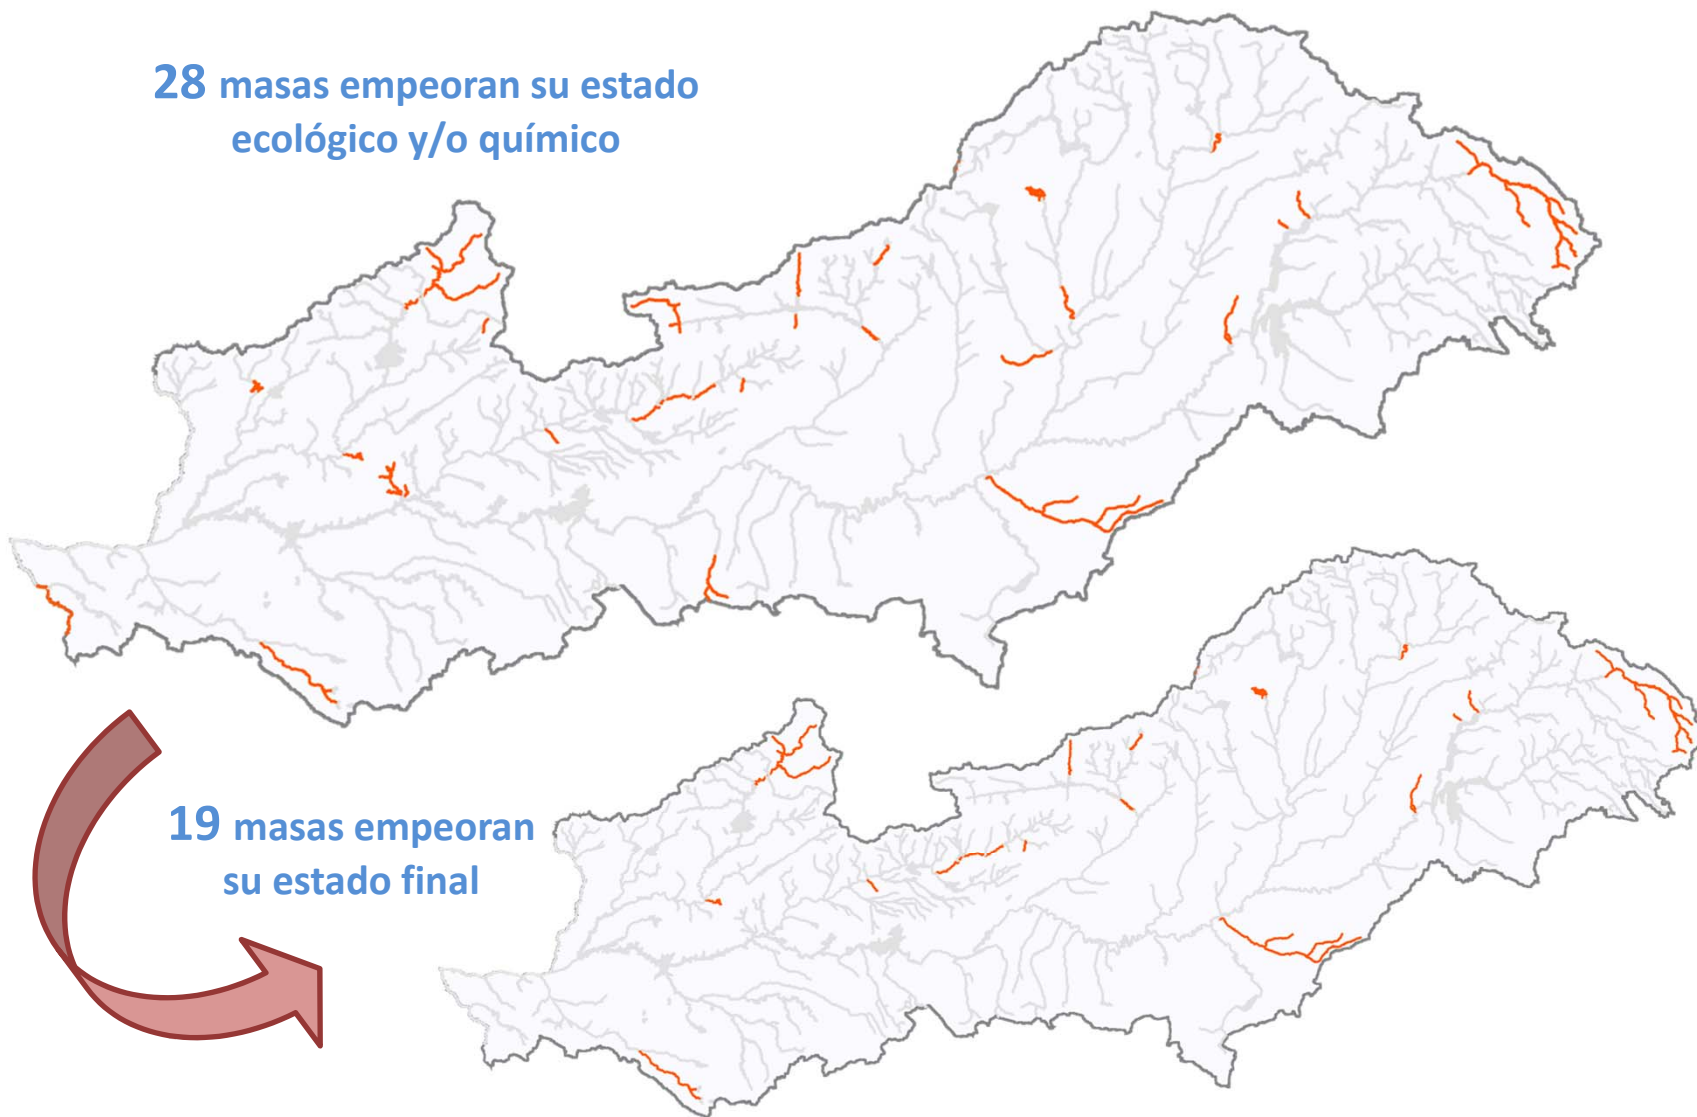 28 masas empeoran su estado
ecológico y/o químico
19 masas empeoran
su estado final